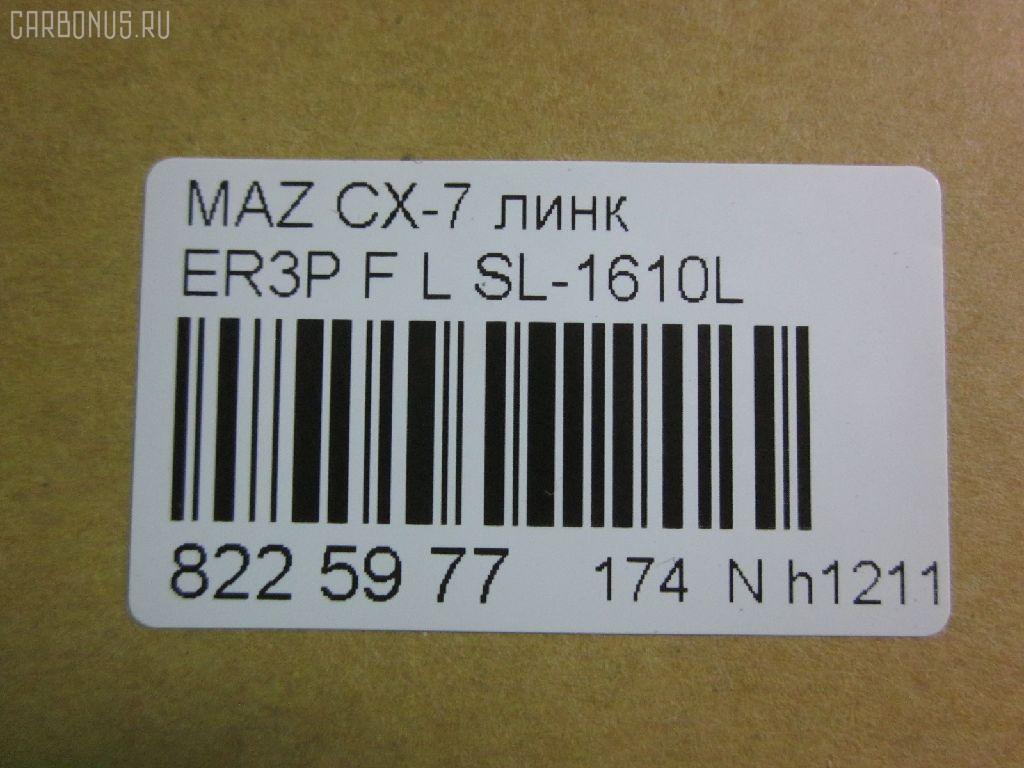 CARBONUS.RU
MAZ CX-7 линк
ER3P F L SL-1610L
822 59 77 174 N h1211